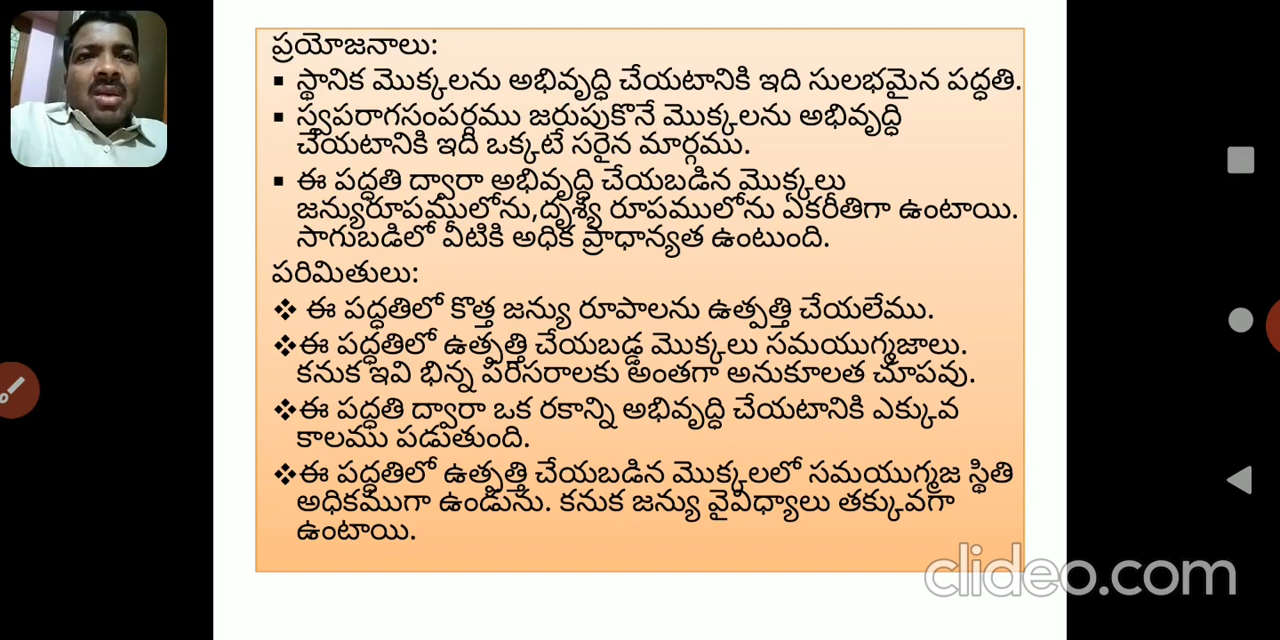 ప్రయోజనాలు:
▪ స్థానిక మొక్కలను అభివృద్ధి చేయటానికి ఇది సులభమైన పద్ధతి.
▪ స్వపరాగసంపర్గము జరుపుకొనే మొక్కలను అభివృద్ధి
చేయటానికి ఇది ఒక్కటే సరైన మార్గము.
▪ ఈ పద్ధతి ద్వారా అభివృద్ధి చేయబడిన మొక్కలు
జన్యురూపములోను,దృశ్య రూపములోను ఏకరీతిగా ఉంటాయి.
సాగుబడిలో వీటికి అధిక ప్రాధాన్యత ఉంటుంది.
పరిమితులు:
❖ ఈ పద్ధతిలో కొత్త జన్యు రూపాలను ఉత్పత్తి చేయలేము.
❖ఈ పద్ధతిలో ఉత్పత్తి చేయబడ్డ మొక్కలు సమయుగ్మజాలు.
కనుక ఇవి భిన్న పరిసరాలకు అంతగా అనుకూలత చూపవు.
❖ఈ పద్ధతి ద్వారా ఒక రకాన్ని అభివృద్ధి చేయటానికి ఎక్కువ
కాలము పడుతుంది.
❖ఈ పద్ధతిలో ఉత్పత్తి చేయబడిన మొక్కలలో సమయుగ్మజ స్థితి
అధికముగా ఉండును. కనుక జన్యు వైవిధ్యాలు తక్కువగా
ఉంటాయి.
clideo.com